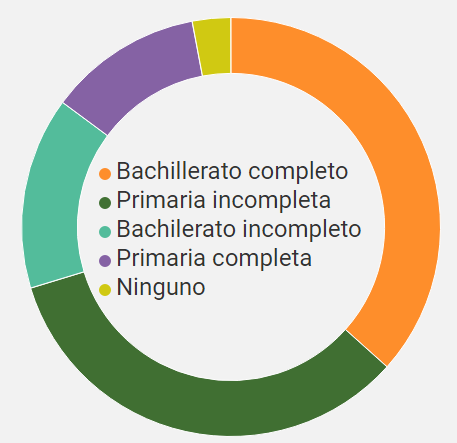 Bachillerato completo
Primaria incompleta
Bachilerato incompleto
Primaria completa
Ninguno